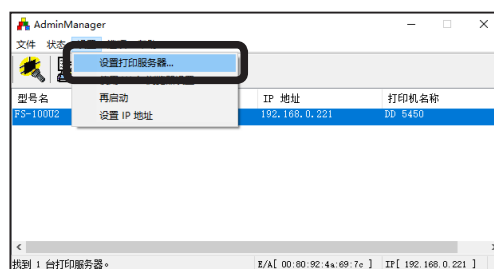 AdminManager
文件 状态
设置打印服务器...
再启动
设置 IP 地址
型号名 IP 地址 打印机名称
FS-100U2 192.168.0.221 DD 5450
找到 1 台打印服务器。 E/A[ 00:80:92:4a:69:7c ] IP[ 192.168.0.221 ]